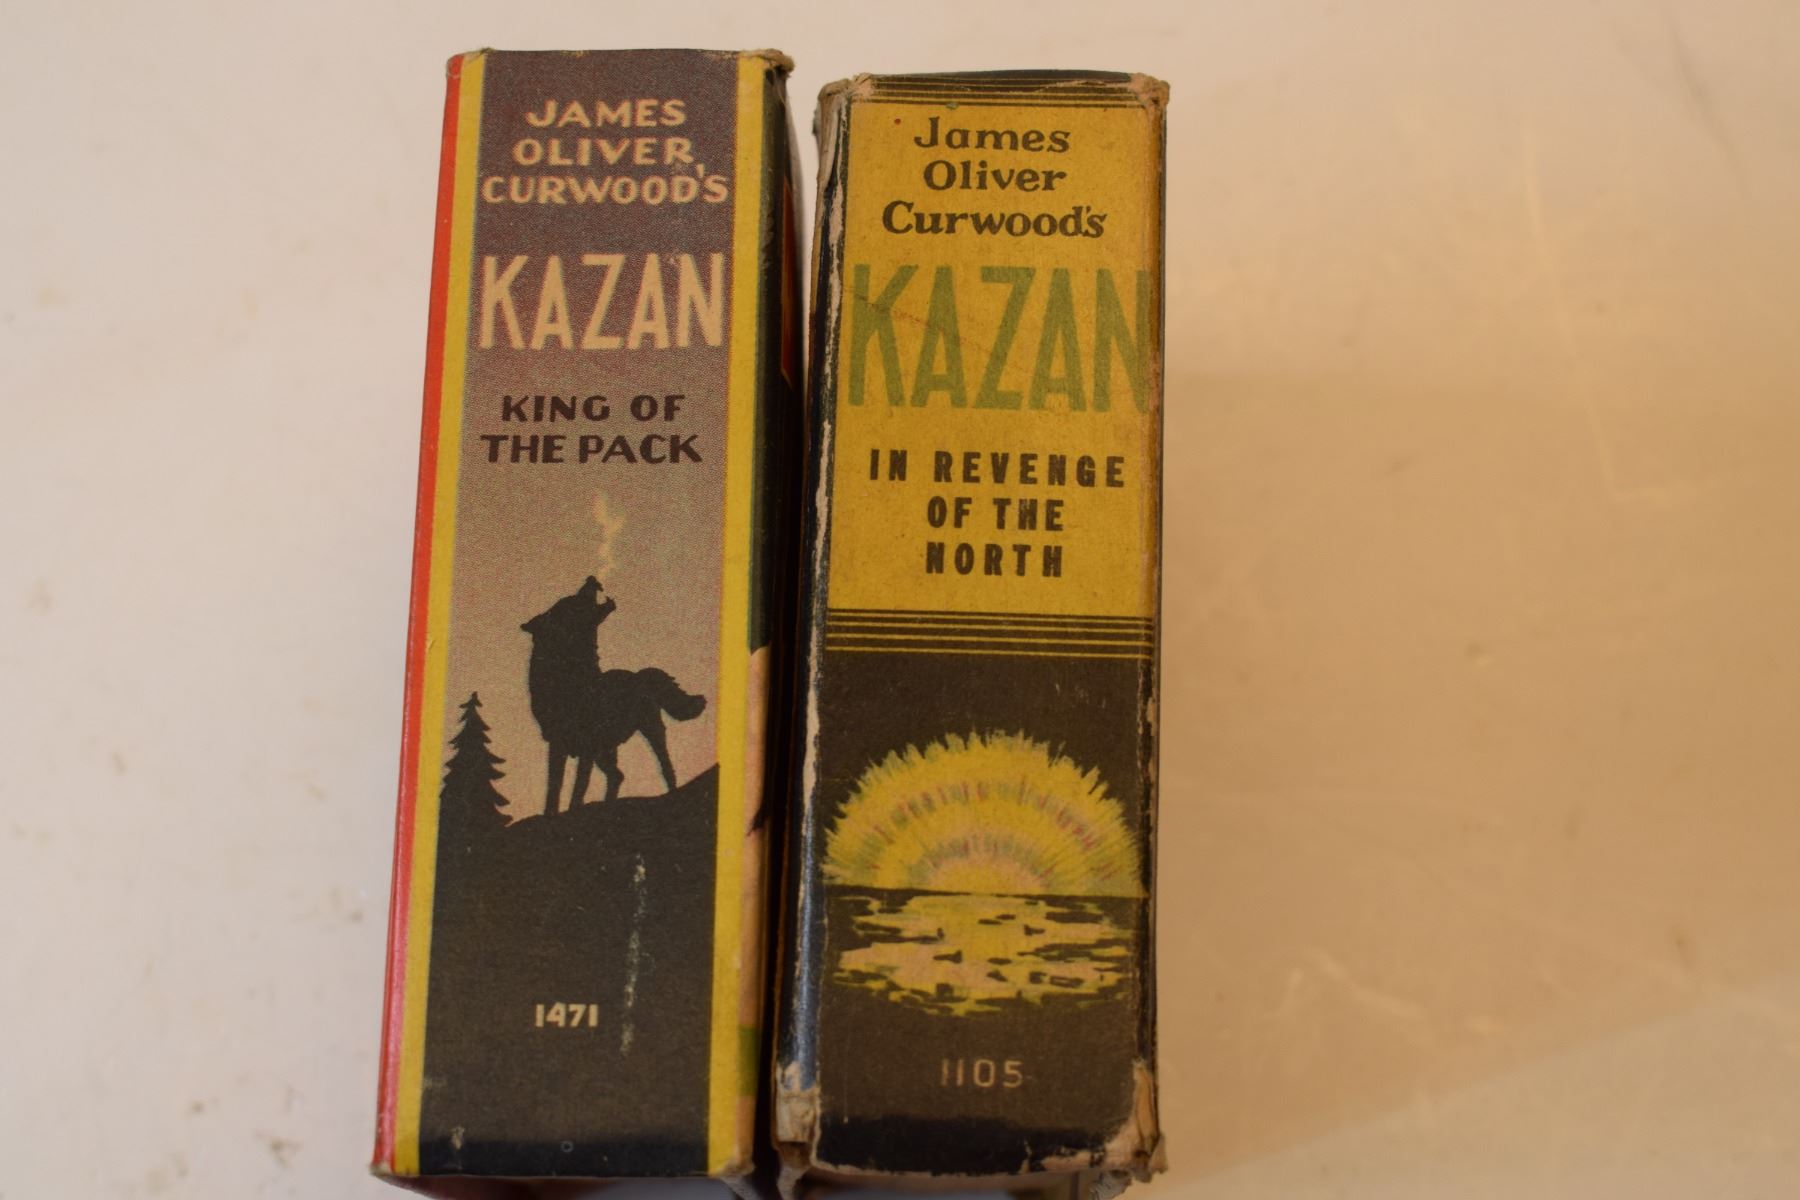 JAMES
OLIVER
CURWOOD'S
KAZAN
KING OF
THE PACK
1471
James
Oliver
Curwood's
KAZAN
IN REVENGE
OF THE
NORTH
1105